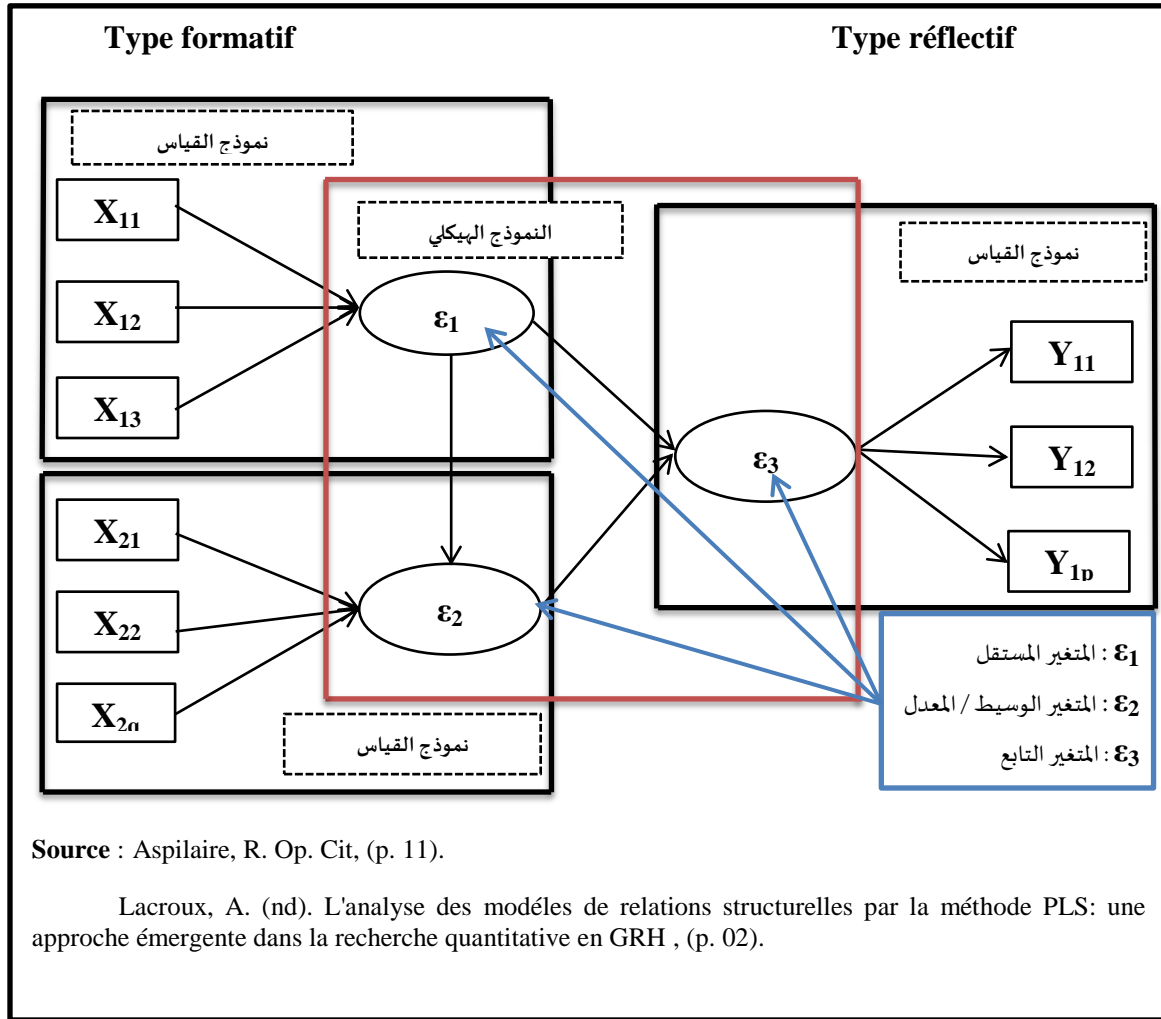 Type formatif
Type réflectif
نموذج القياس
X11
X12
X13
النموذج الهيكلي
ε1
نموذج القياس
Y11
Y12
Y1p
ε3
X21
X22
X2q
ε2
نموذج القياس
ε1 : المتغير المستقل
ε2 : المتغير الوسيط / المعدل
ε3 : المتغير التابع
Source : Aspilaire, R. Op. Cit, (p. 11).
Lacroux, A. (nd). L'analyse des modéles de relations structurelles par la méthode PLS: une
approche émergente dans la recherche quantitative en GRH , (p. 02).